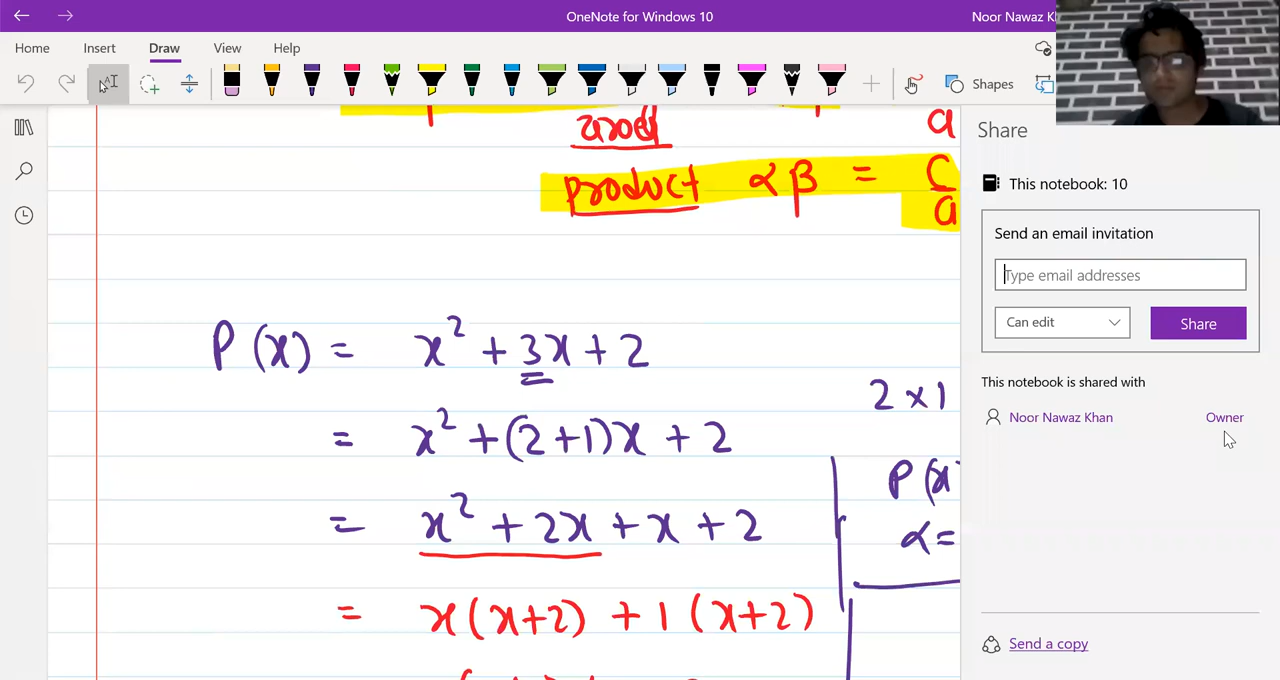 OneNote for Windows 10
Noor Nawaz K
Home Insert Draw View Help
Shapes
Share
This notebook: 10
Send an email invitation
Type email addresses
Can edit
Share
This notebook is shared with
Noor Nawaz Khan Owner
Send a copy
a
product αβ = C/a
P(x) = x² + 3x + 2
= x² + (2+1)x + 2
= x² + 2x + x + 2
= x(x+2) + 1(x+2)
2 x 1
P(x
α =